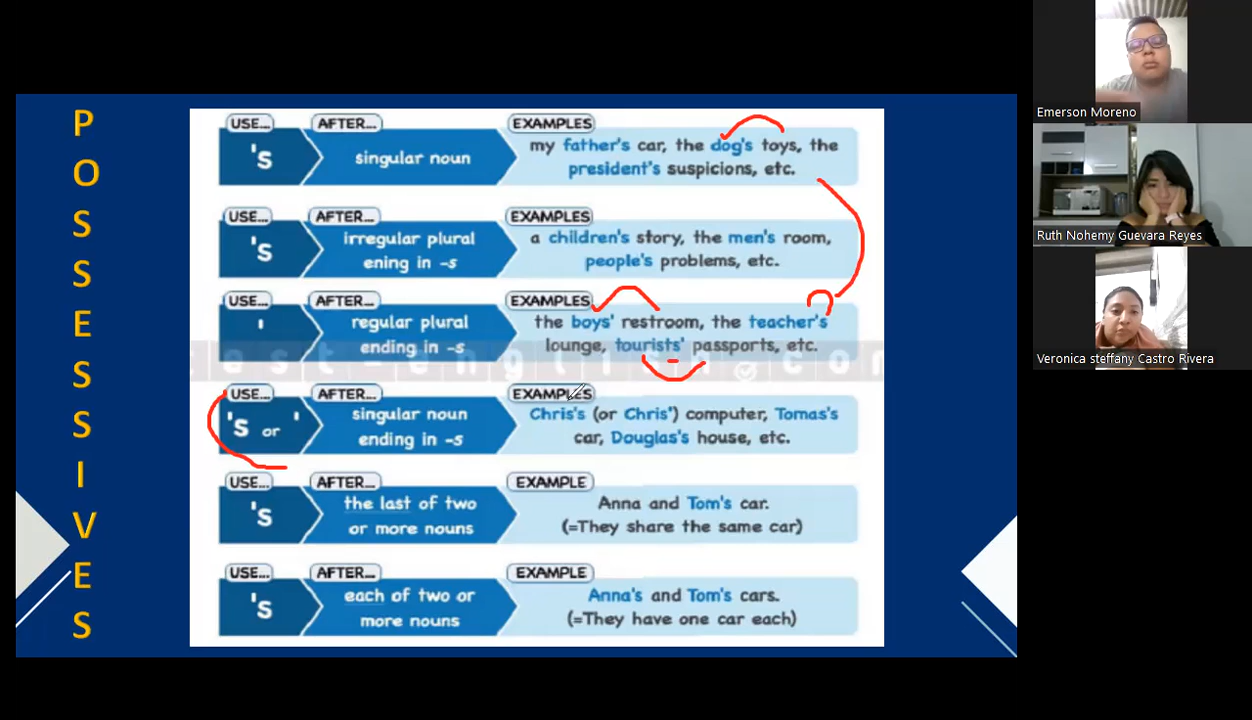 POSSESSIVES
USE... AFTER... EXAMPLES
's singular noun my father's car, the dog's toys, the
president's suspicions, etc.
USE... AFTER... EXAMPLES
's irregular plural a children's story, the men's room,
ening in -s people's problems, etc.
USE... AFTER... EXAMPLES
' regular plural the boys' restroom, the teacher's
ending in -s lounge, tourists' passports, etc.
USE... AFTER... EXAMPLES
's or ' singular noun Chris's (or Chris') computer, Tomas's
ending in -s car, Douglas's house, etc.
USE... AFTER... EXAMPLE
's the last of two Anna and Tom's car.
or more nouns (=They share the same car)
USE... AFTER... EXAMPLE
's each of two or Anna's and Tom's cars.
more nouns (=They have one car each)
Emerson Moreno
Ruth Nohemy Guevara Reyes
Veronica steffany Castro Rivera